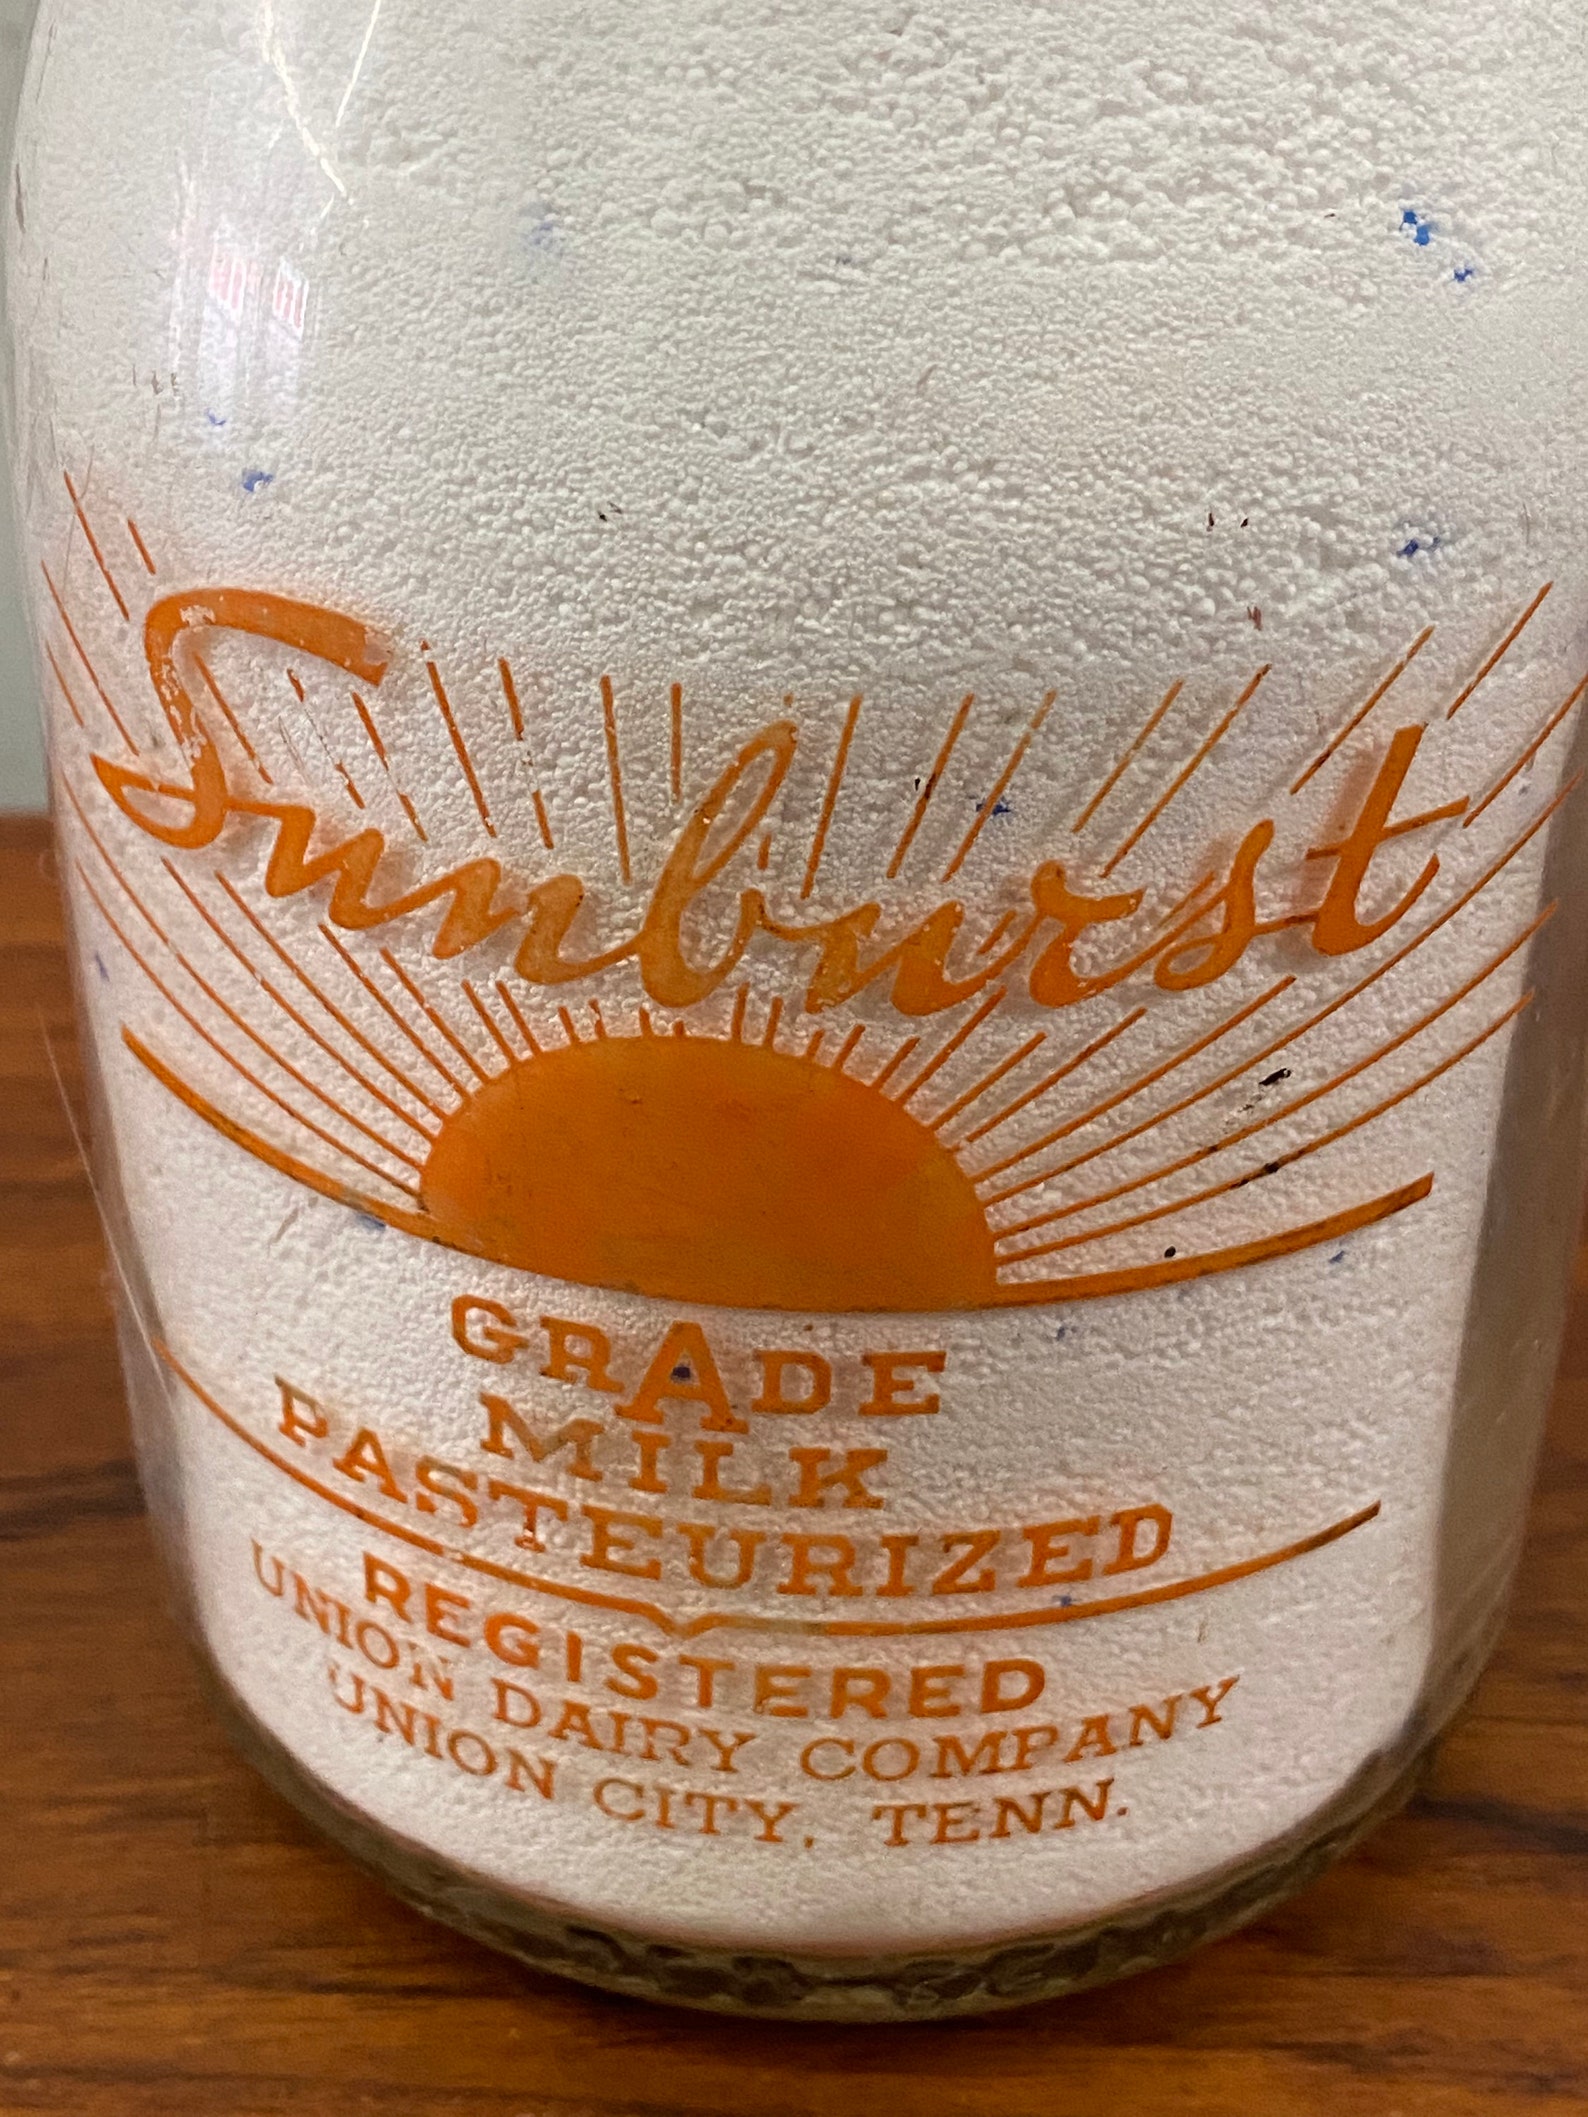 Sunburst
GRADE
MILK
PASTEURIZED
REGISTERED
UNION DAIRY COMPANY
UNION CITY, TENN.